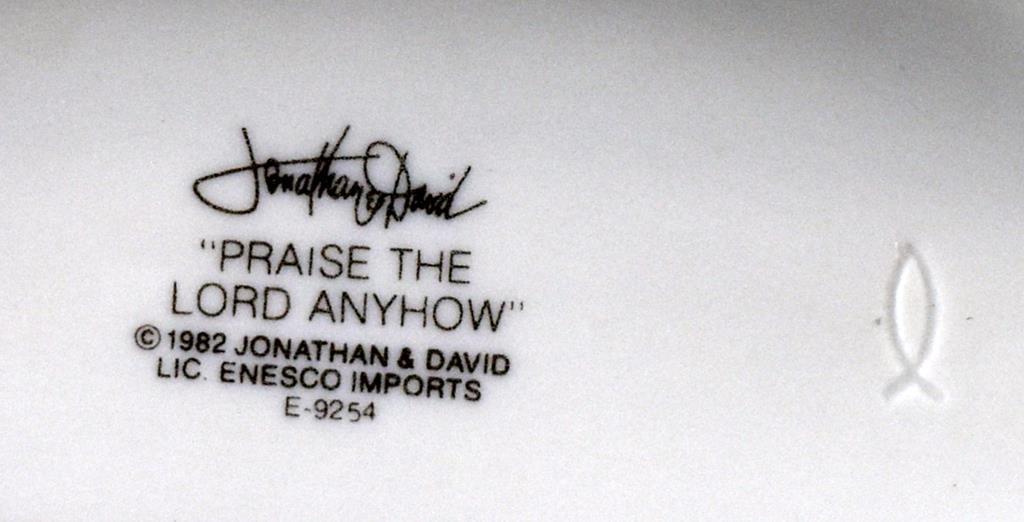 Jonathan & David
"PRAISE THE
LORD ANYHOW"
© 1982 JONATHAN & DAVID
LIC. ENESCO IMPORTS
E-9254